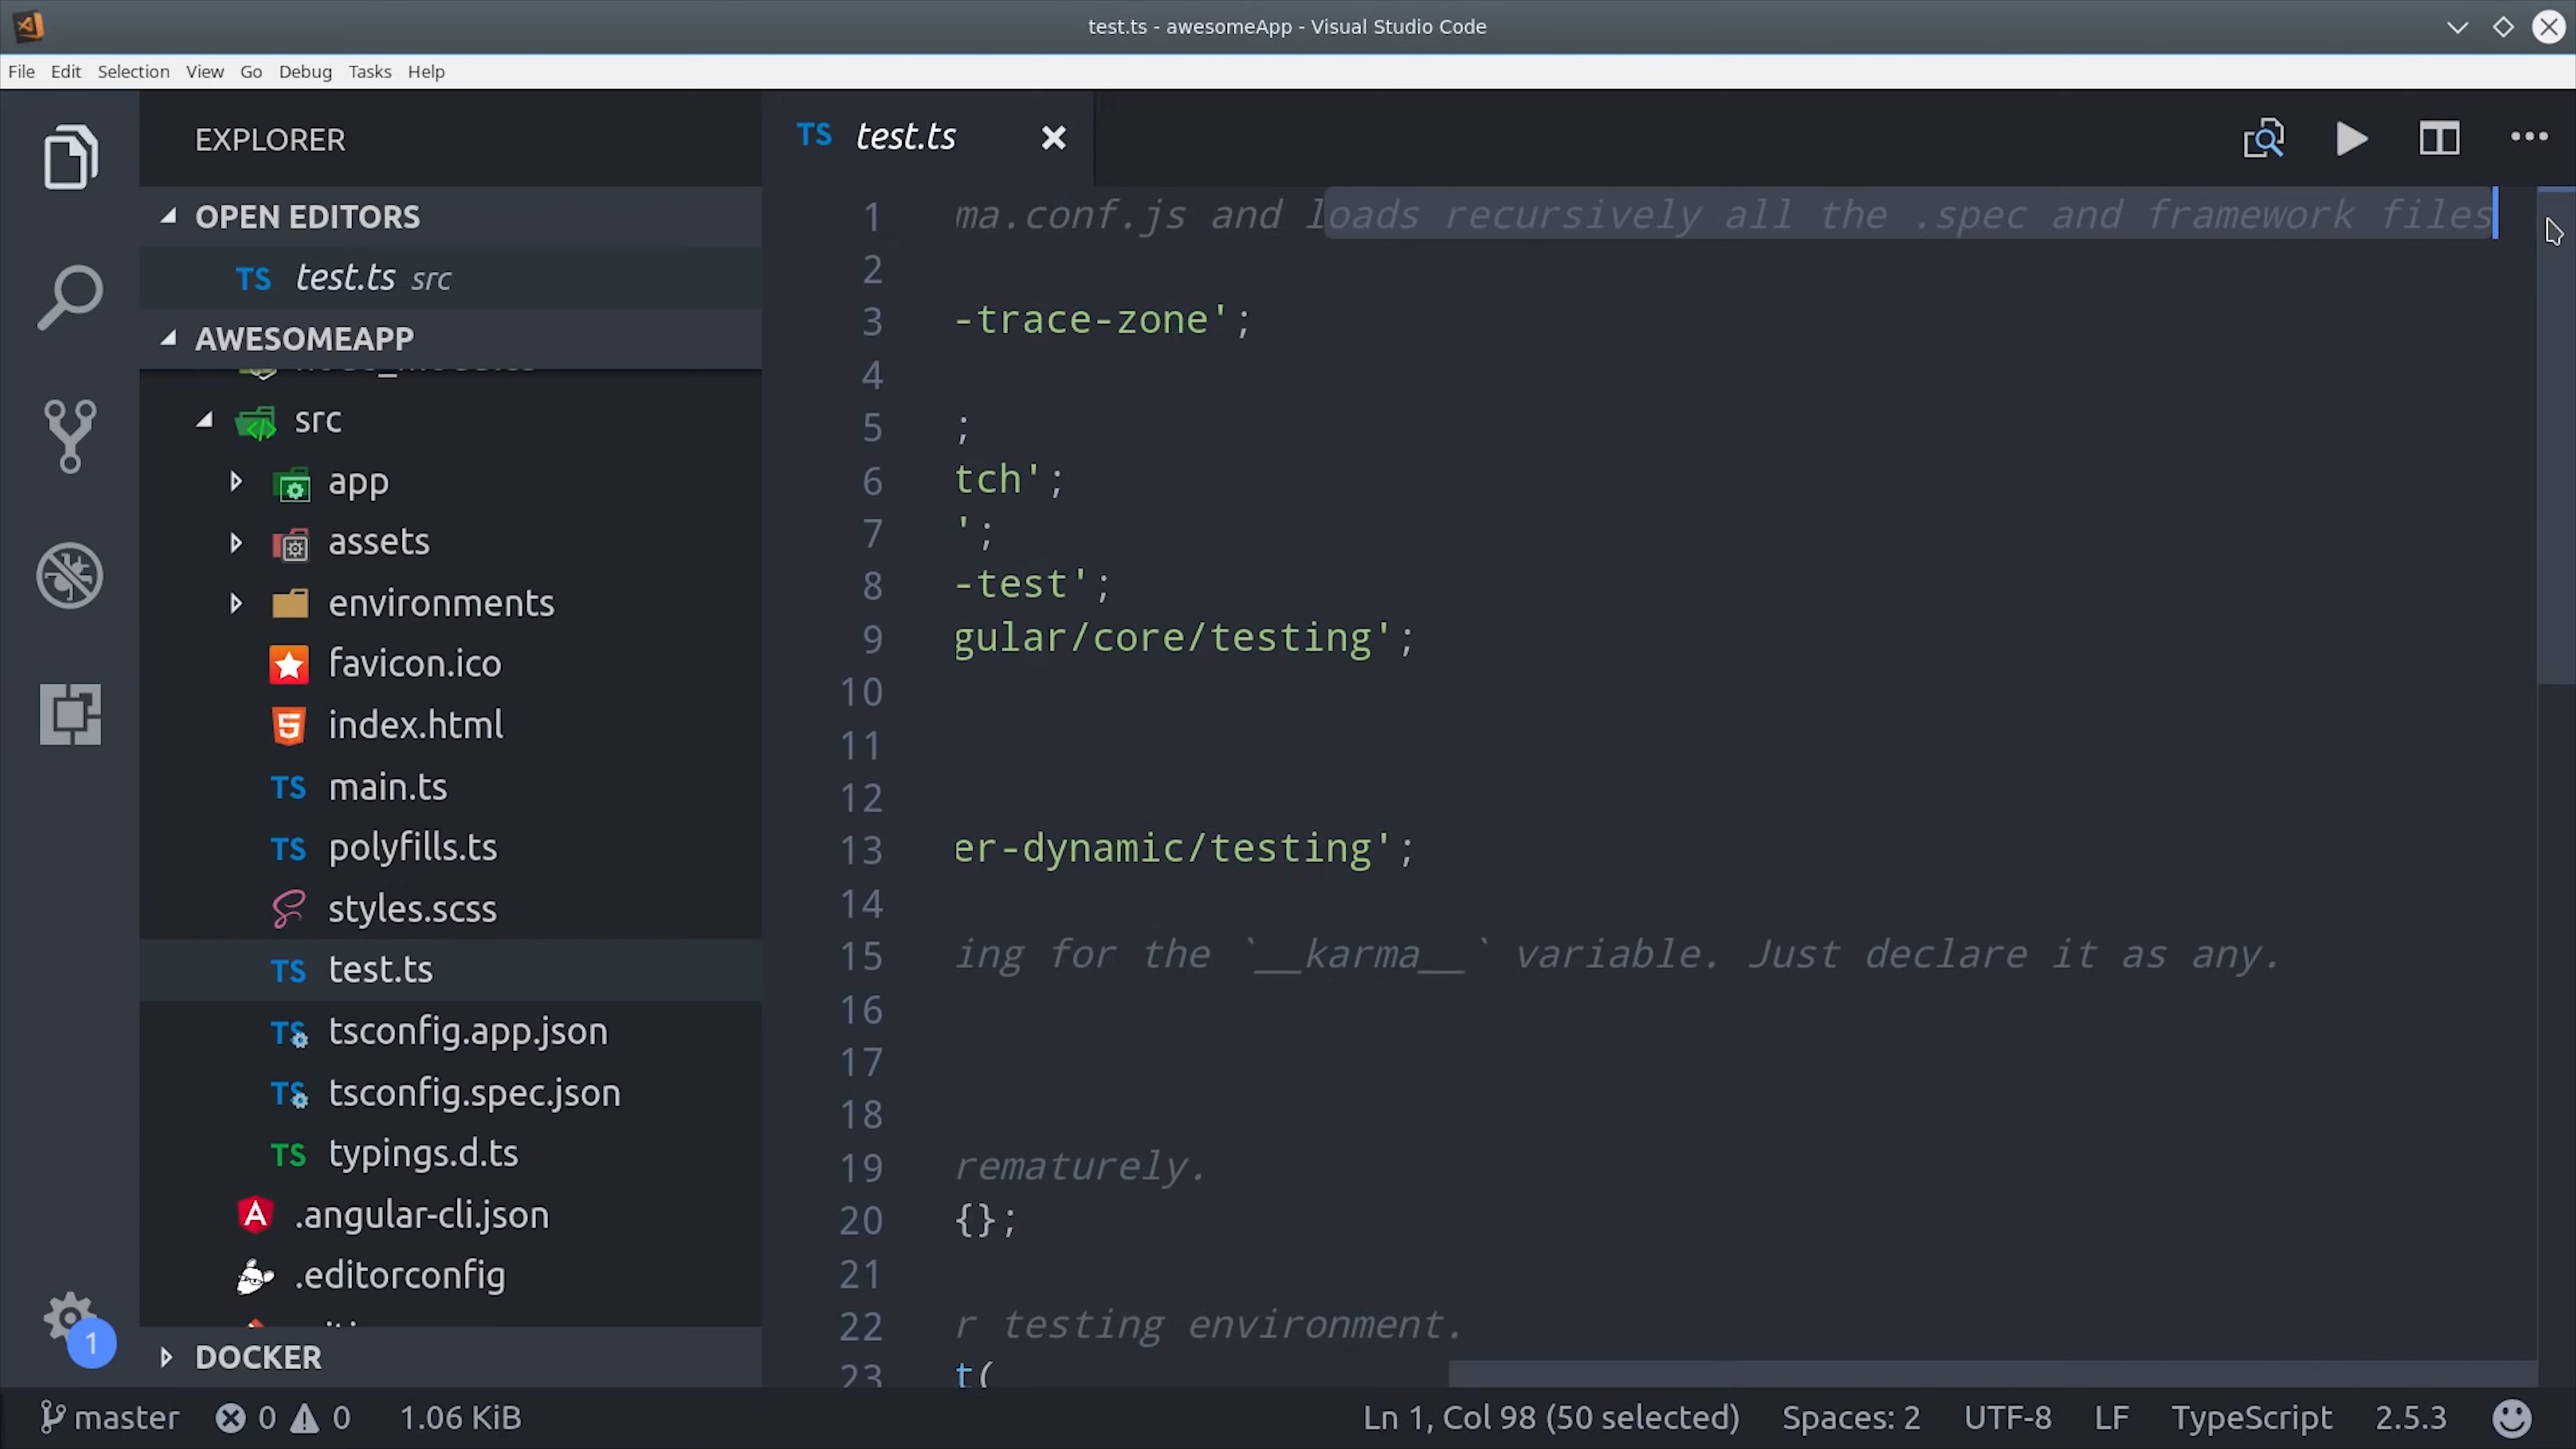 test.ts - awesomeApp - Visual Studio Code
File Edit Selection View Go Debug Tasks Help
EXPLORER
OPEN EDITORS
TS test.ts src
AWESOMEAPP
src
app
assets
environments
favicon.ico
5 index.html
TS main.ts
TS polyfills.ts
styles.scss
TS test.ts
TS tsconfig.app.json
TS tsconfig.spec.json
TS typings.d.ts
A .angular-cli.json
.editorconfig
DOCKER
1
TS test.ts
1 ma.conf.js and loads recursively all the .spec and framework files
2
3 -trace-zone';
4
5 ;
6 tch';
7 ';
8 -test';
9 gular/core/testing';
10
11
12
13 er-dynamic/testing';
14
15 ing for the `__karma__` variable. Just declare it as any.
16
17
18
19 rematurely.
20 {};
21
22 r testing environment.
23 t(
master 0 0 1.06 KiB Ln 1, Col 98 (50 selected) Spaces: 2 UTF-8 LF TypeScript 2.5.3